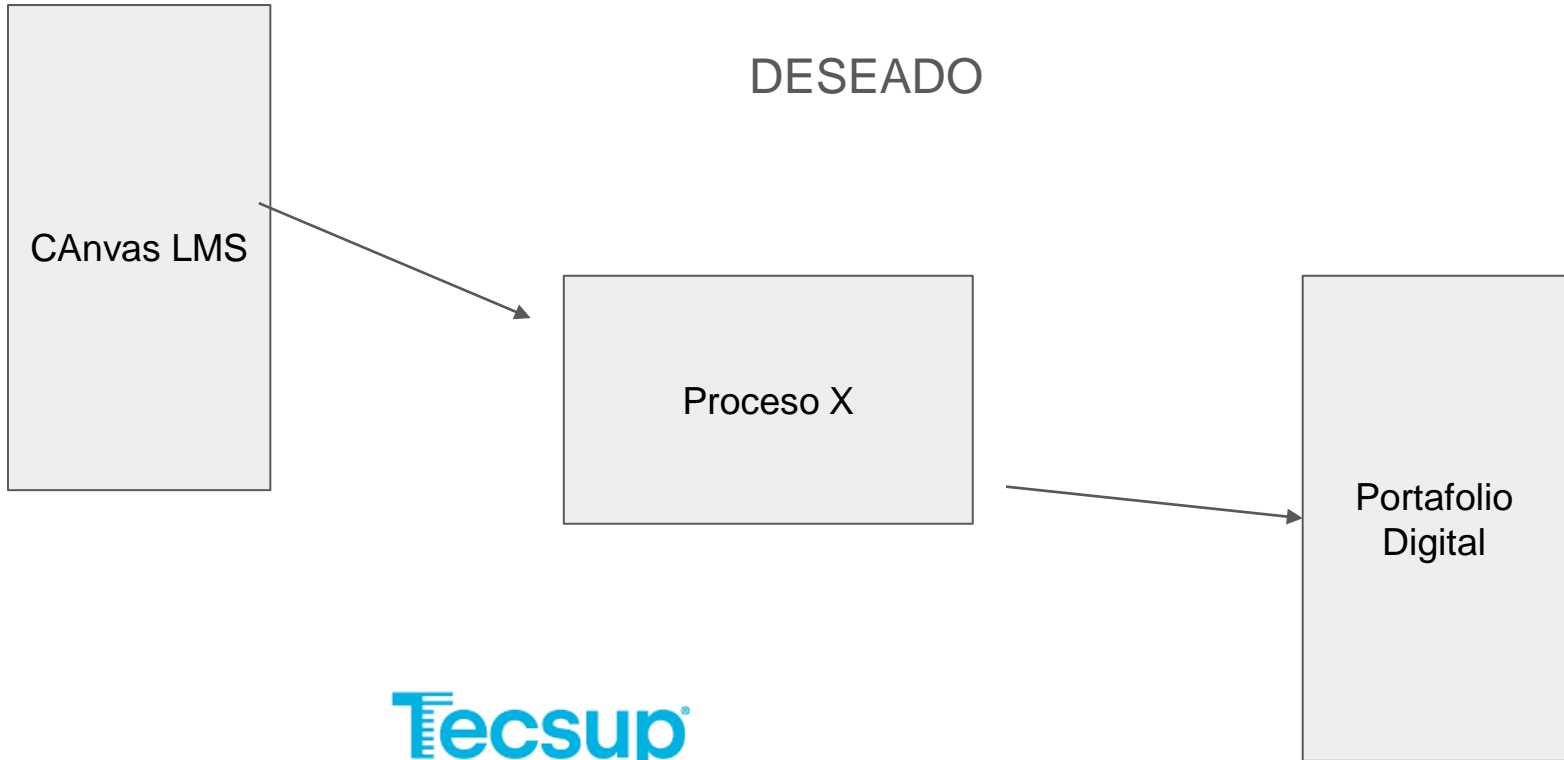 DESEADO
CAnvas LMS
Proceso X
Portafolio
Digital
Tecsup®